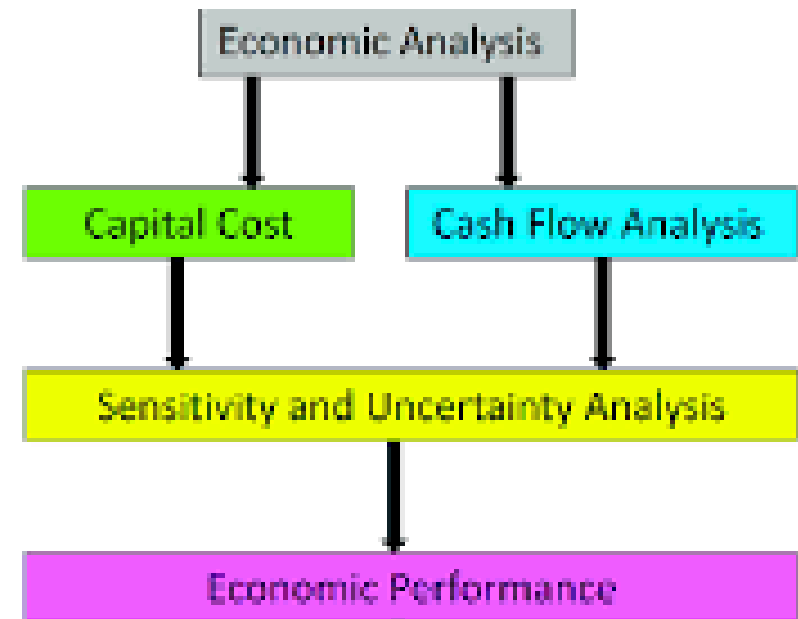 Economic Analysis
Capital Cost
Cash Flow Analysis
Sensitivity and Uncertainty Analysis
Economic Performance